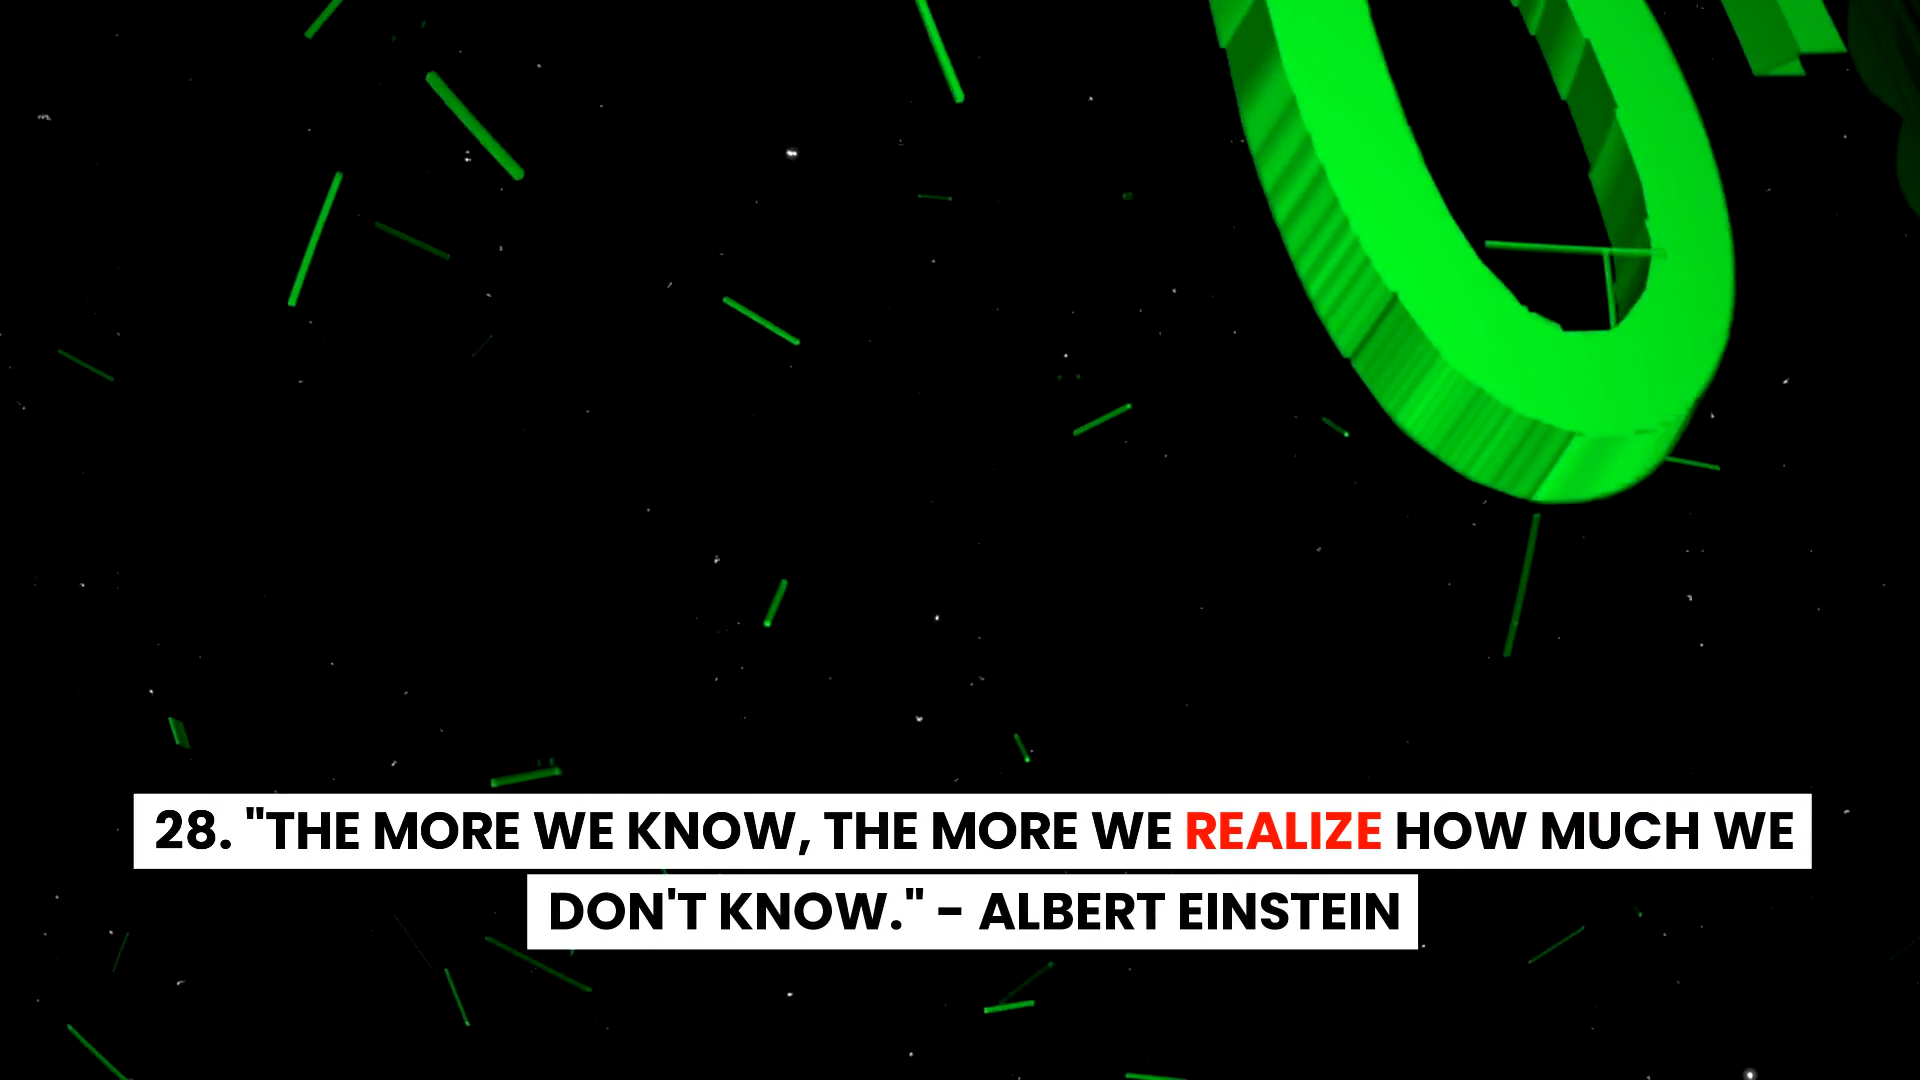 28. "THE MORE WE KNOW, THE MORE WE REALIZE HOW MUCH WE
DON'T KNOW." - ALBERT EINSTEIN